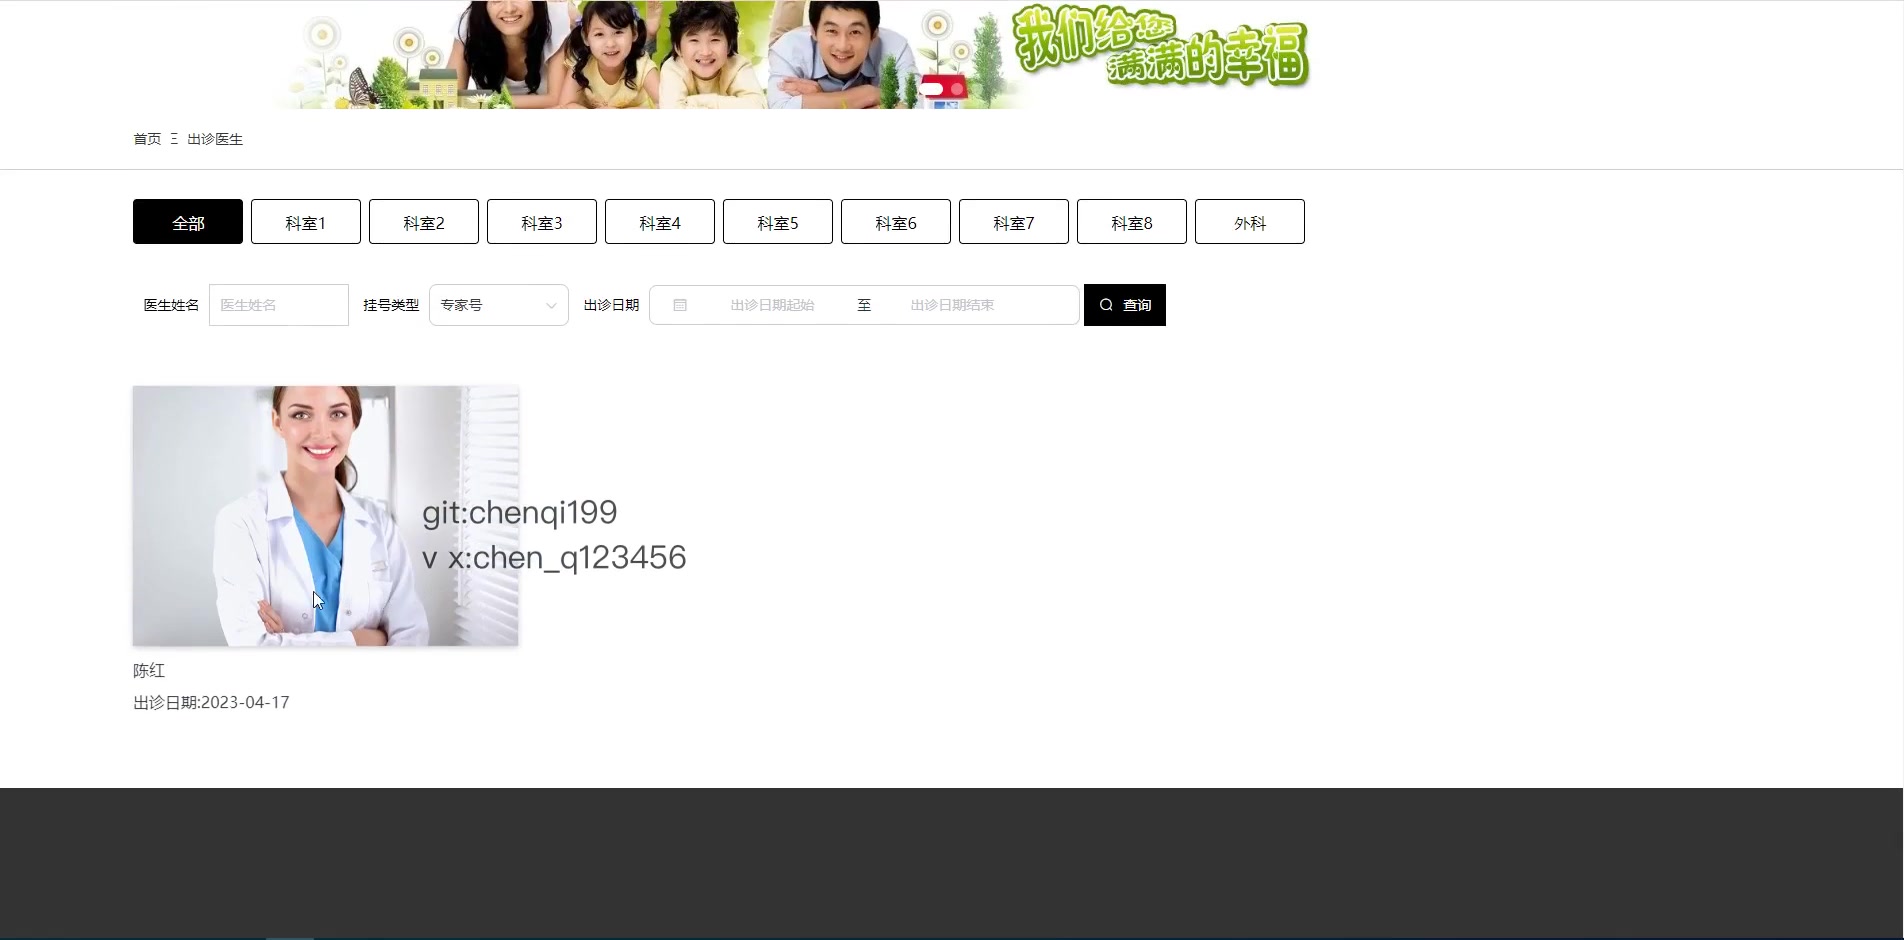 我们给您
满满的幸福
首页 Ξ 出诊医生
全部 科室1 科室2 科室3 科室4 科室5 科室6 科室7 科室8 外科
医生姓名 医生姓名 挂号类型 专家号 出诊日期 出诊日期起始 至 出诊日期结束 查询
git:chenqi199
v x:chen_q123456
陈红
出诊日期:2023-04-17